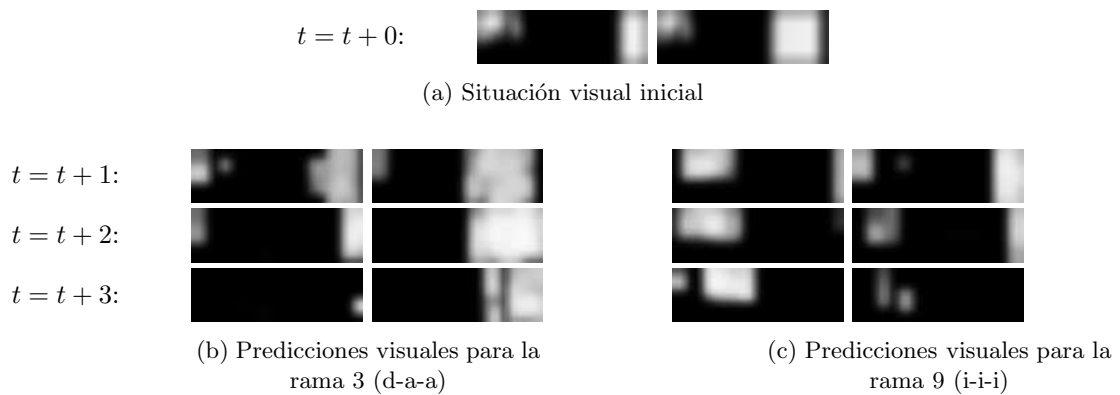 t = t + 0:
(a) Situación visual inicial
t = t + 1:
t = t + 2:
t = t + 3:
(b) Predicciones visuales para la
rama 3 (d-a-a)
(c) Predicciones visuales para la
rama 9 (i-i-i)